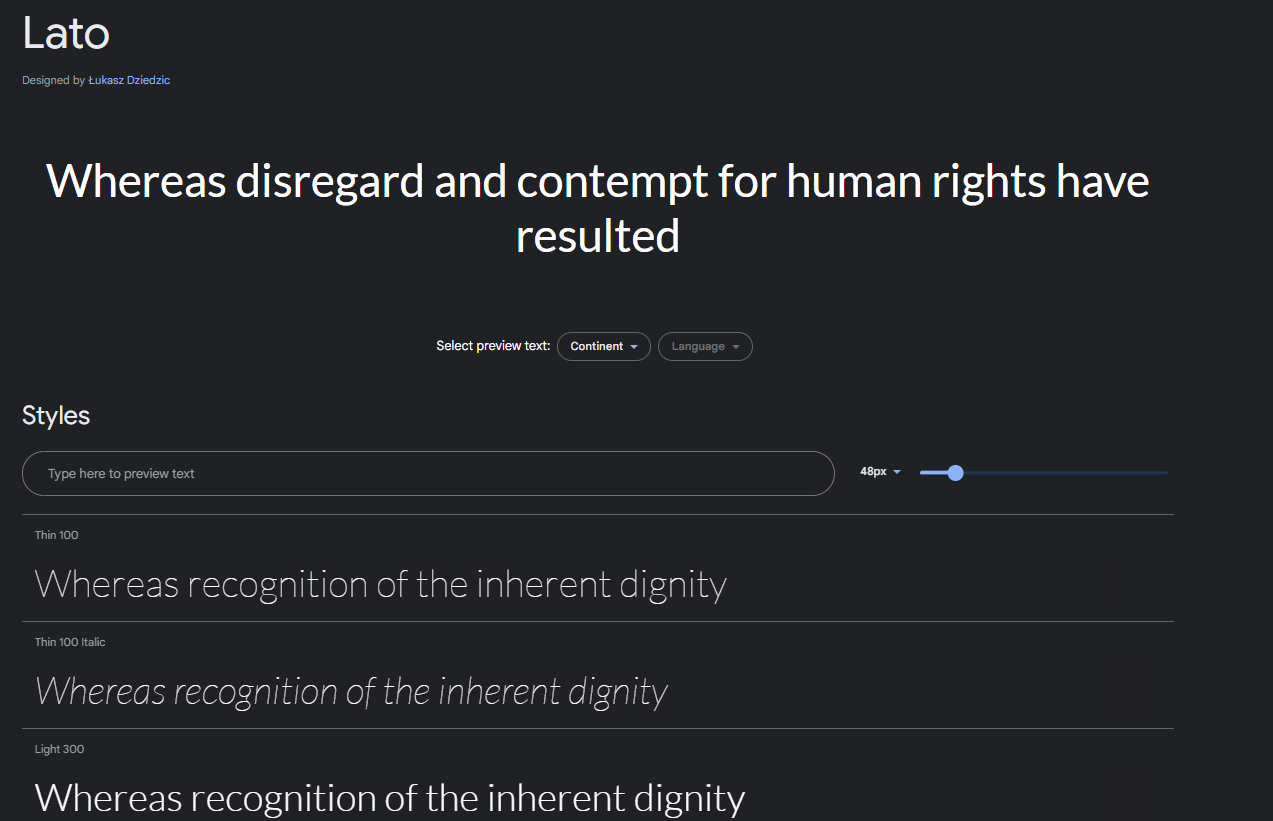 Lato
Designed by Łukasz Dziedzic
Whereas disregard and contempt for human rights have
resulted
Select preview text: Continent Language
Styles
Type here to preview text 48px
Thin 100
Whereas recognition of the inherent dignity
Thin 100 Italic
Whereas recognition of the inherent dignity
Light 300
Whereas recognition of the inherent dignity